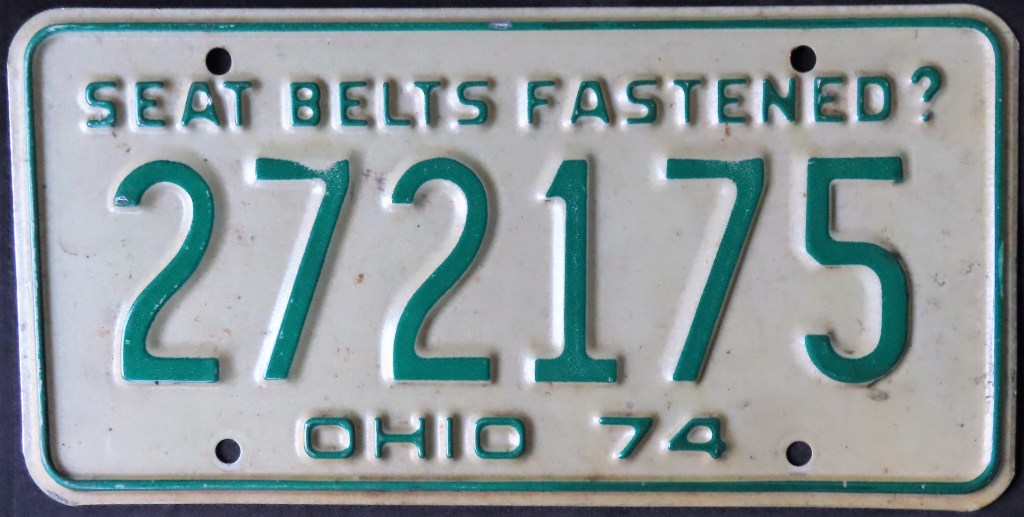 SEAT BELTS FASTENED?
272175
OHIO 74